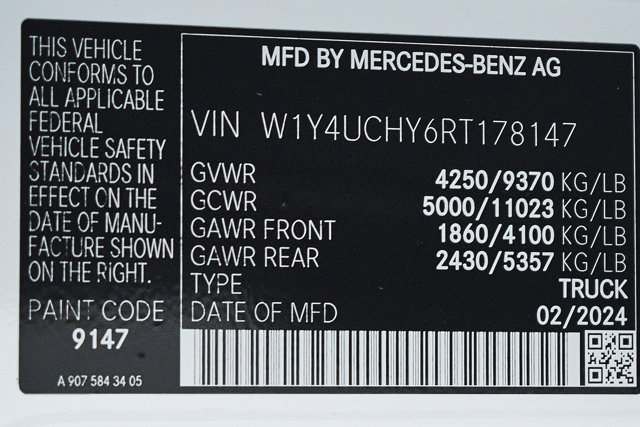 THIS VEHICLE
CONFORMS TO
ALL APPLICABLE
FEDERAL
VEHICLE SAFETY
STANDARDS IN
EFFECT ON THE
DATE OF MANU-
FACTURE SHOWN
ON THE RIGHT.
PAINT CODE
9147
A 907 584 34 05
MFD BY MERCEDES-BENZ AG
VIN W1Y4UCHY6RT178147
GVWR 4250/9370 KG/LB
GCWR 5000/11023 KG/LB
GAWR FRONT 1860/4100 KG/LB
GAWR REAR 2430/5357 KG/LB
TYPE TRUCK
DATE OF MFD 02/2024